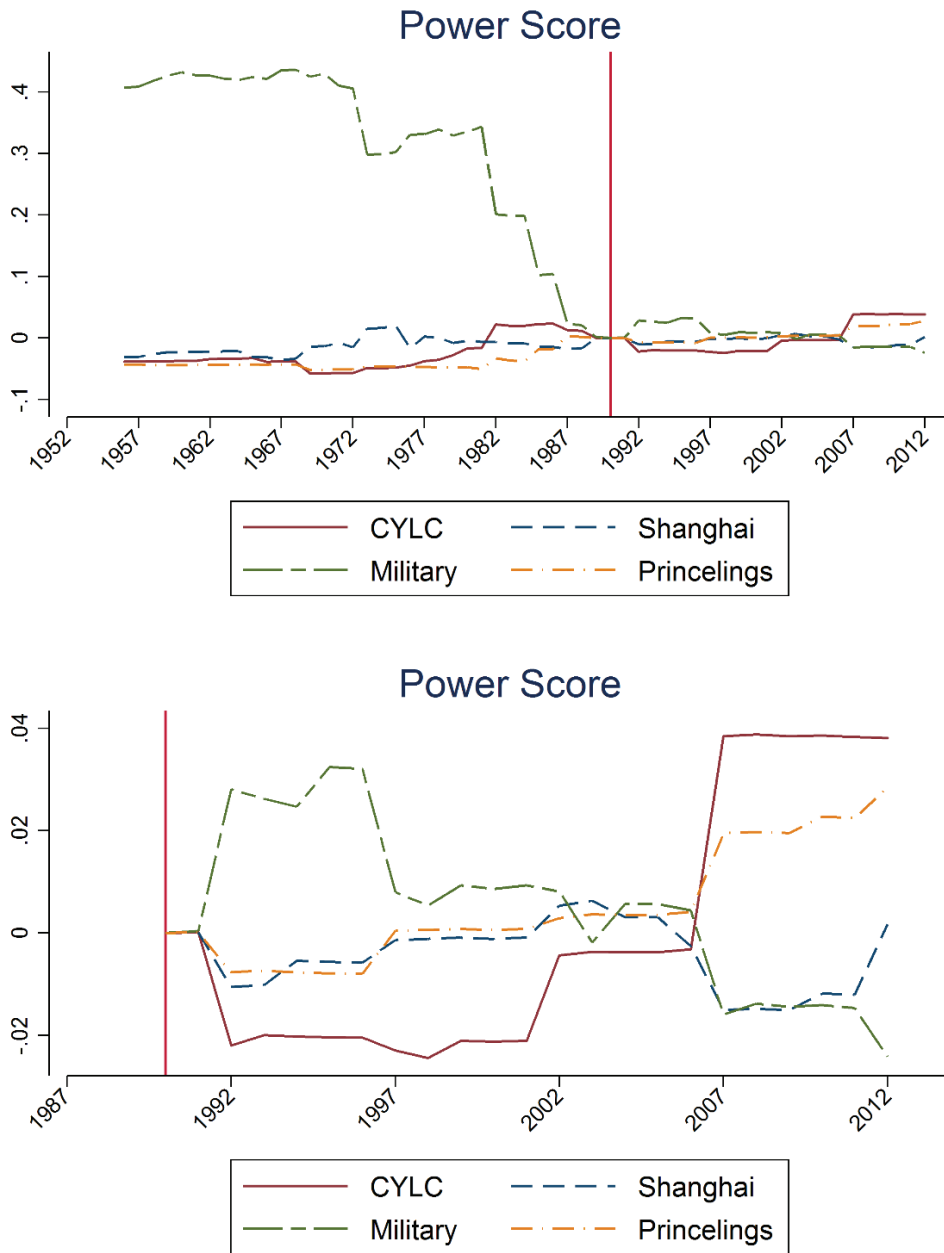 Power Score
.4
.3
.2
.1
0
-.1
1952 1957 1962 1967 1972 1977 1982 1987 1992 1997 2002 2007 2012
CYLC Shanghai
Military Princelings
Power Score
.04
.02
0
-.02
1987 1992 1997 2002 2007 2012
CYLC Shanghai
Military Princelings